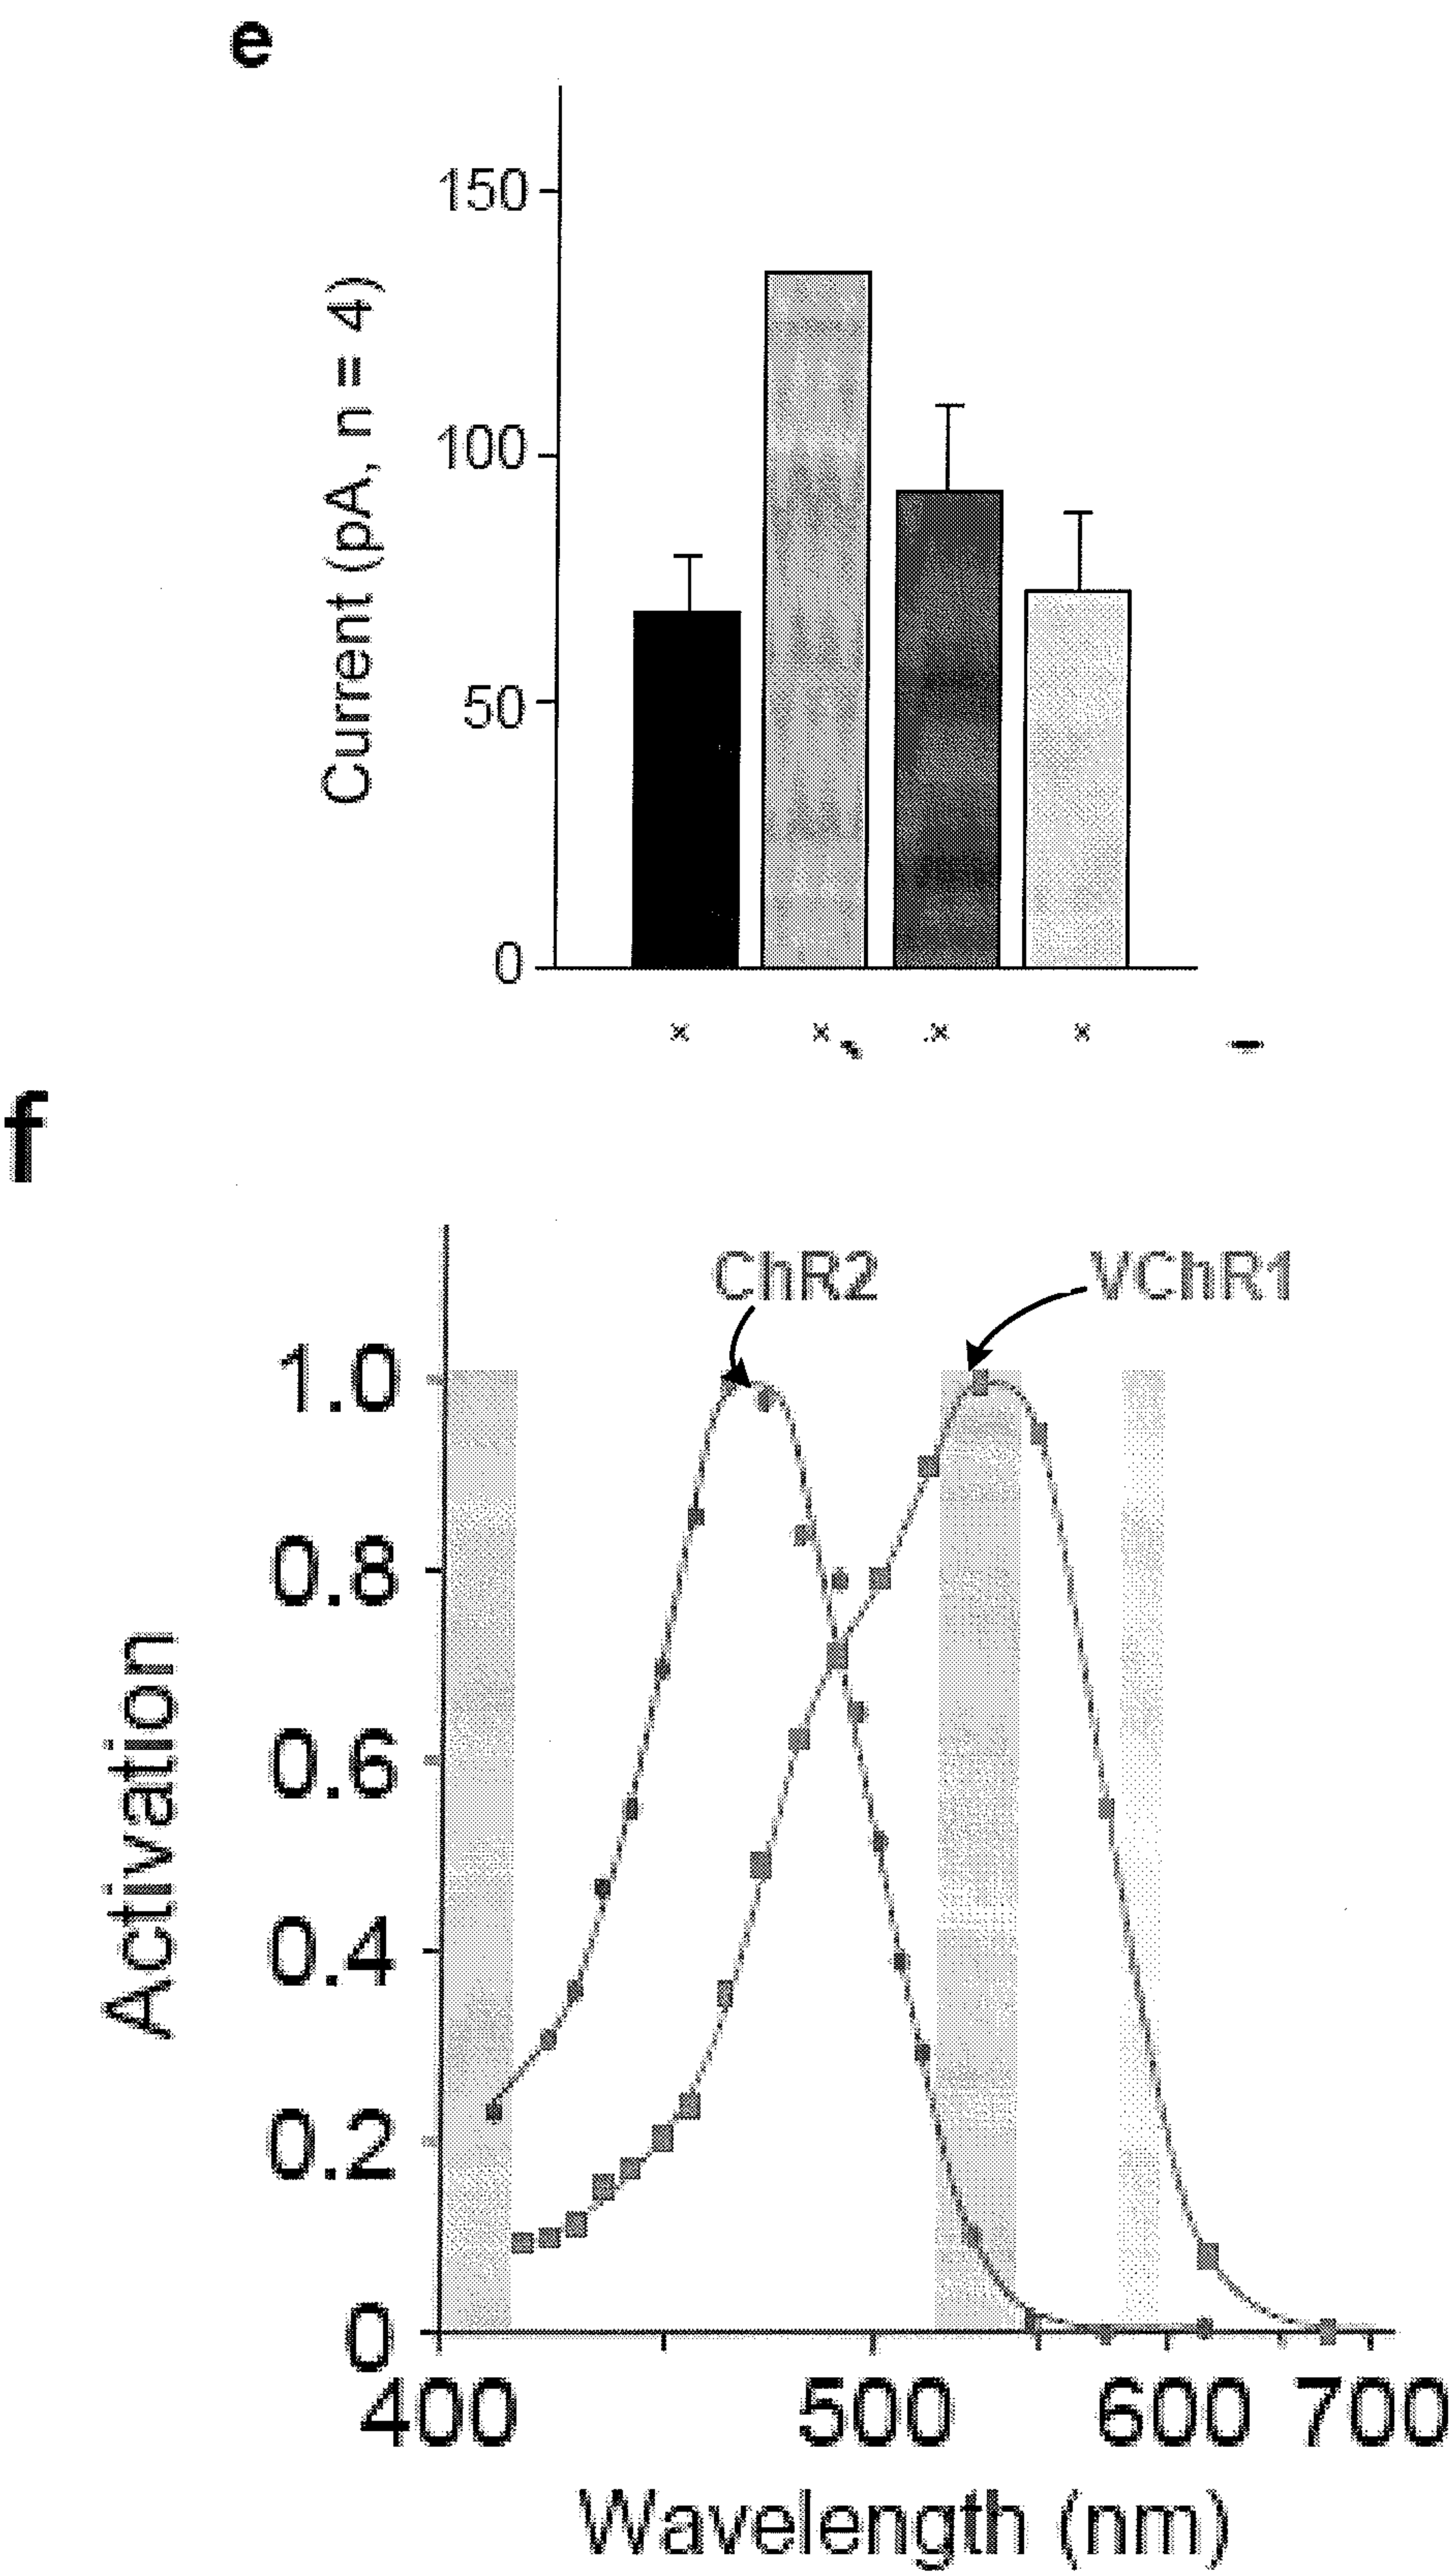 e
150
100
50
0
Current (pA, n = 4)
× × × ×
f
ChR2 VChR1
1.0
0.8
0.6
0.4
0.2
0
Activation
400 500 600 700
Wavelength (nm)